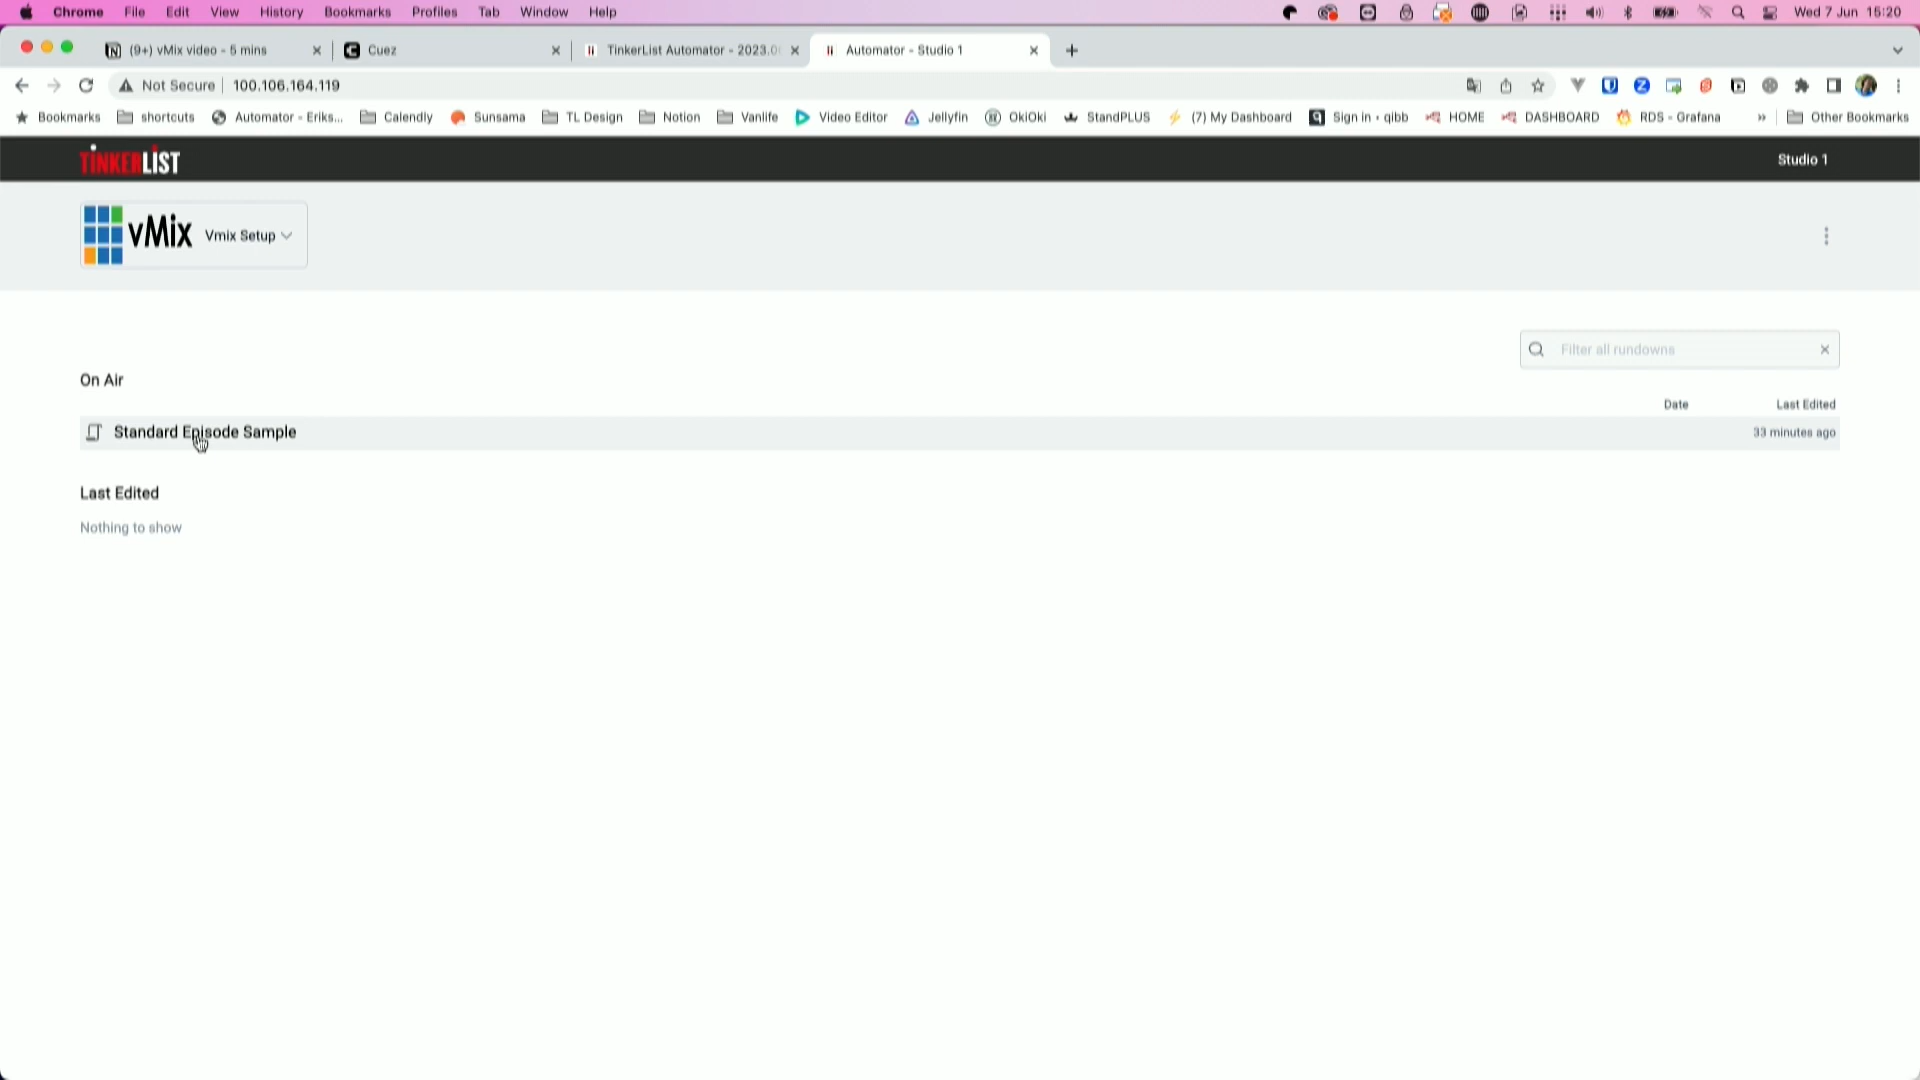 Chrome File Edit View History Bookmarks Profiles Tab Window Help Wed 7 Jun 15:20
(9+) vMix video - 5 mins Cuez TinkerList Automator - 2023.0 Automator - Studio 1
Not Secure 100.106.164.119
Bookmarks shortcuts Automator - Eriks... Calendly Sunsama TL Design Notion Vanlife Video Editor Jellyfin OkiOki StandPLUS (7) My Dashboard Sign in • qibb HOME DASHBOARD RDS - Grafana » Other Bookmarks
TINKERLIST Studio 1
vMix Vmix Setup
Filter all rundowns
On Air
Date Last Edited
Standard Episode Sample 33 minutes ago
Last Edited
Nothing to show